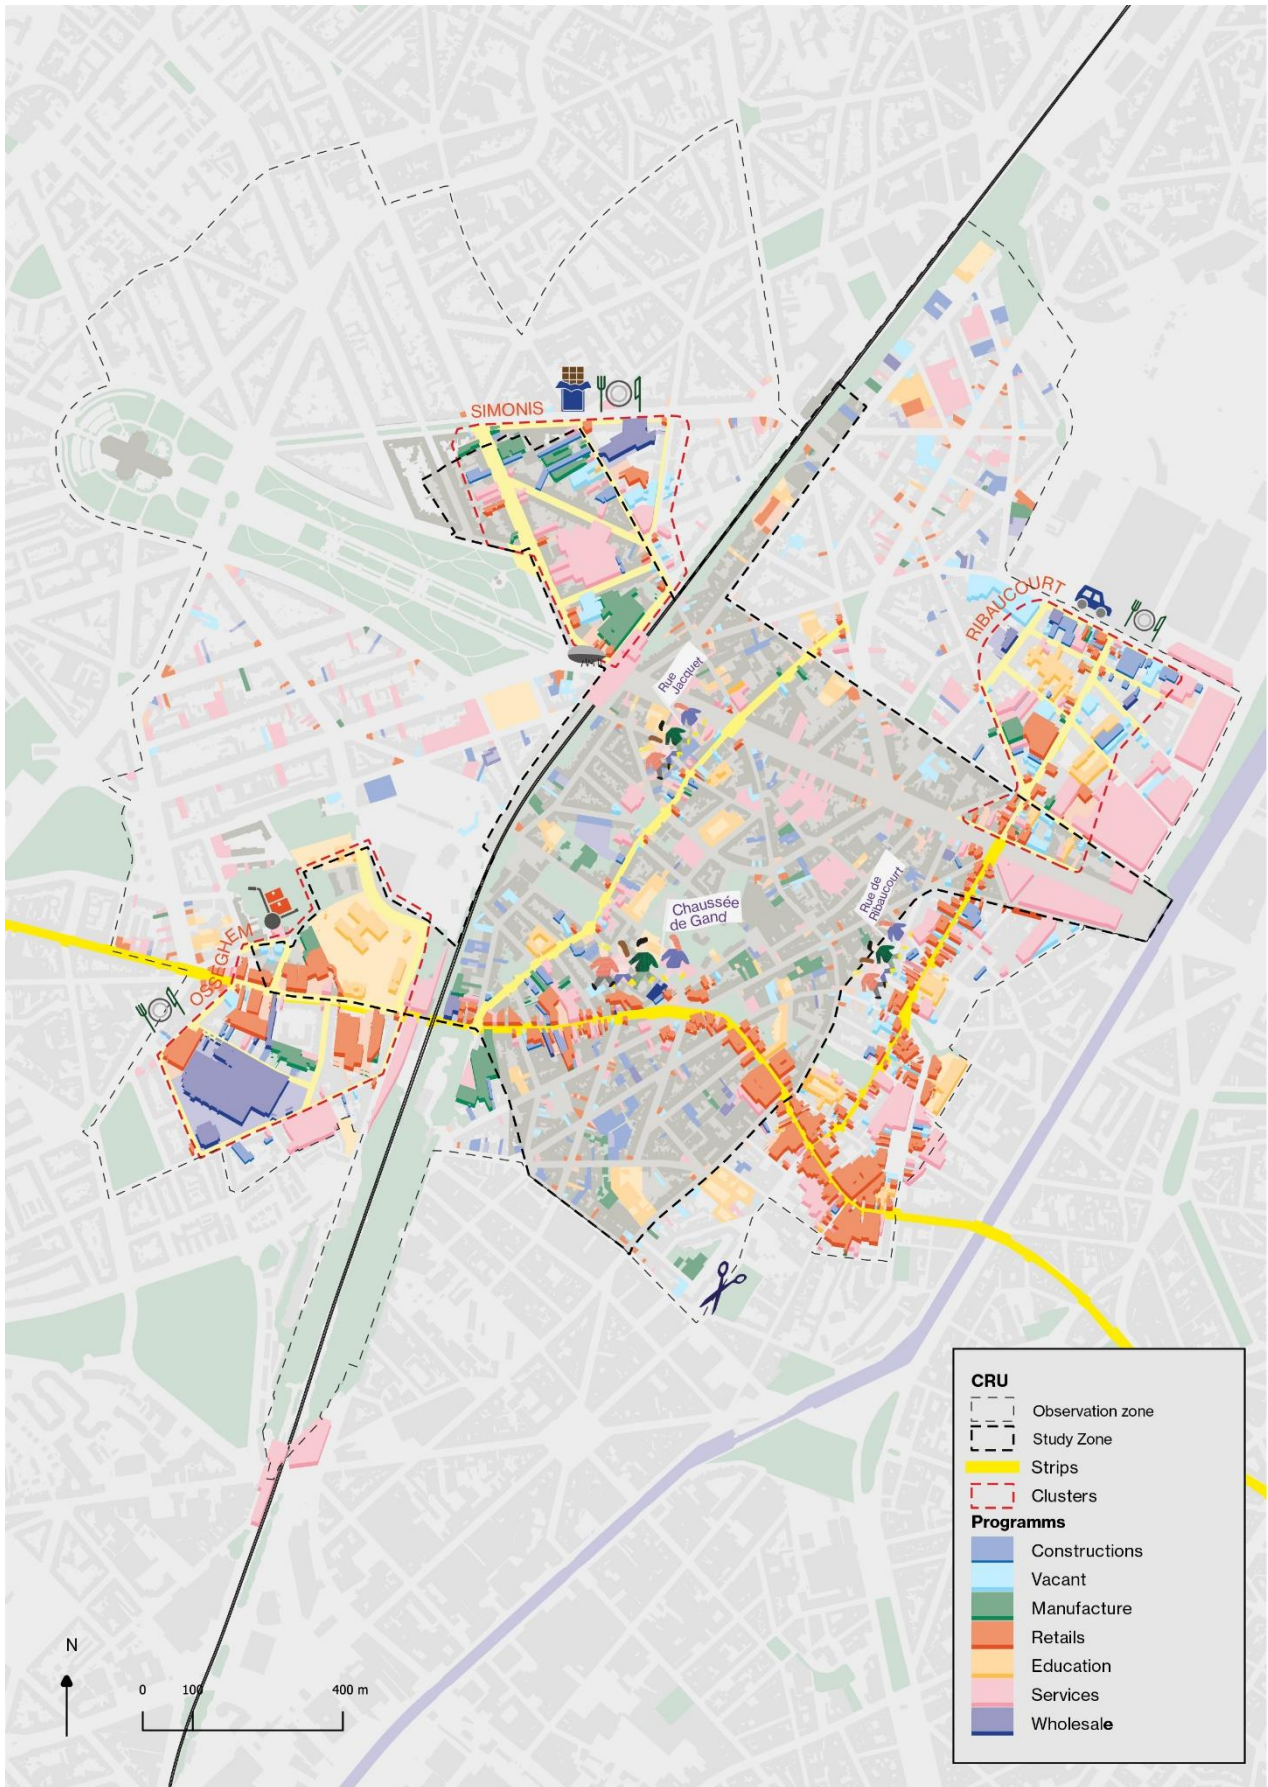 SIMONIS
RIBAUCOURT
Rue
Jacquet
Rue de
Ribaucourt
Chaussée
de Gand
OSSEGHEM
CRU
Observation zone
Study Zone
Strips
Clusters
Programms
Constructions
Vacant
Manufacture
Retails
Education
Services
Wholesale
N
0 100 400 m